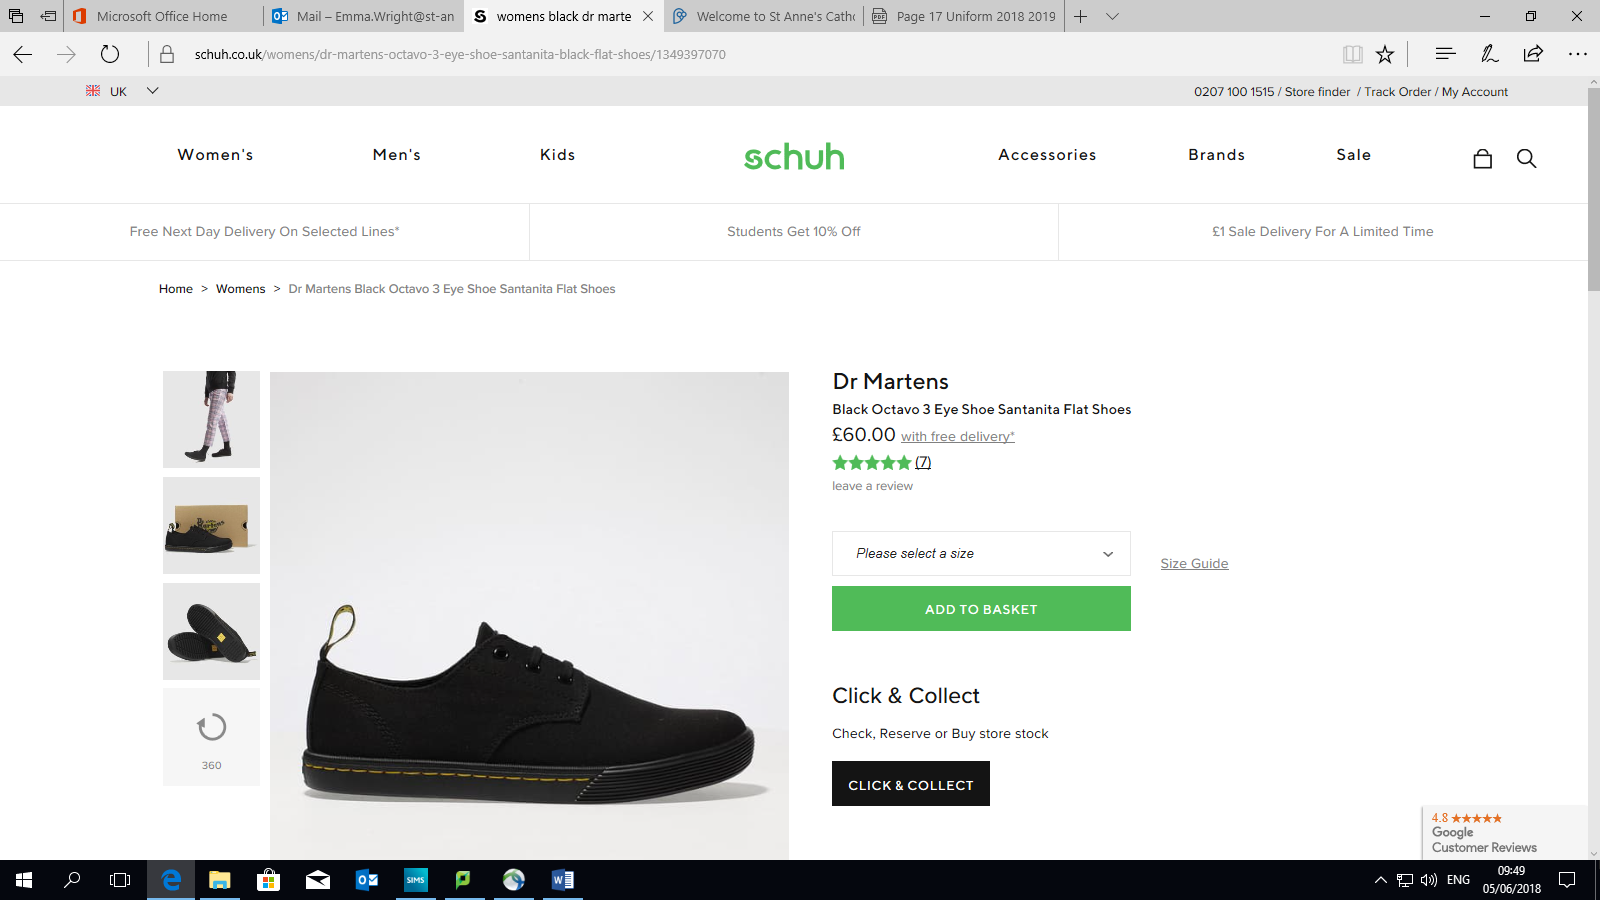 Microsoft Office Home
Mail – Emma.Wright@st-an
womens black dr marte
Welcome to St Anne's Catho
Page 17 Uniform 2018 2019
schuh.co.uk/womens/dr-martens-octavo-3-eye-shoe-santanita-black-flat-shoes/1349397070
UK
0207 100 1515 / Store finder / Track Order / My Account
Women's
Men's
Kids
schuh
Accessories
Brands
Sale
Free Next Day Delivery On Selected Lines*
Students Get 10% Off
£1 Sale Delivery For A Limited Time
Home > Womens > Dr Martens Black Octavo 3 Eye Shoe Santanita Flat Shoes
Dr Martens
Black Octavo 3 Eye Shoe Santanita Flat Shoes
£60.00 with free delivery*
(7)
leave a review
Please select a size
Size Guide
ADD TO BASKET
Click & Collect
Check, Reserve or Buy store stock
CLICK & COLLECT
360
4.8
Google
Customer Reviews
SIMS
ENG
09:49
05/06/2018